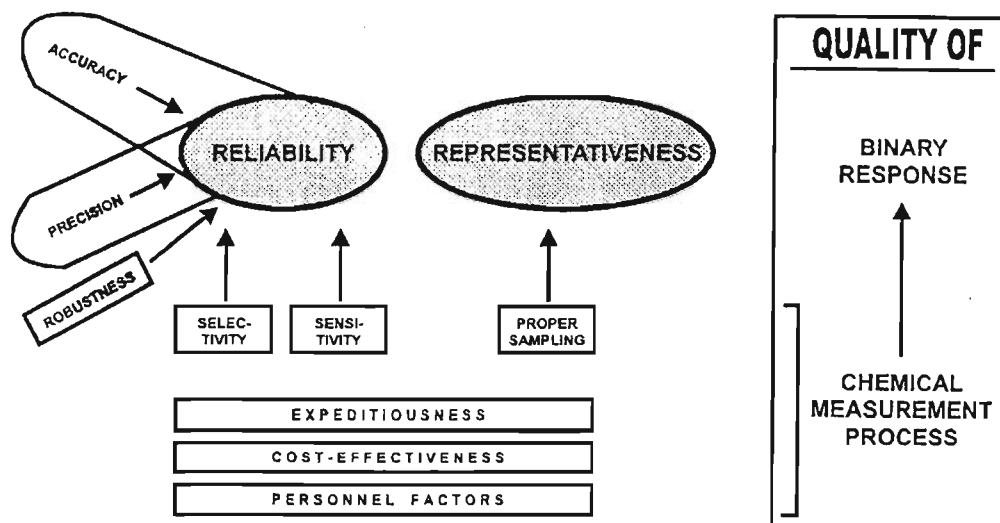 ACCURACY
PRECISION
ROBUSTNESS
RELIABILITY
REPRESENTATIVENESS
SELEC-
TIVITY
SENSI-
TIVITY
PROPER
SAMPLING
EXPEDITIOUSNESS
COST-EFFECTIVENESS
PERSONNEL FACTORS
QUALITY OF
BINARY
RESPONSE
CHEMICAL
MEASUREMENT
PROCESS